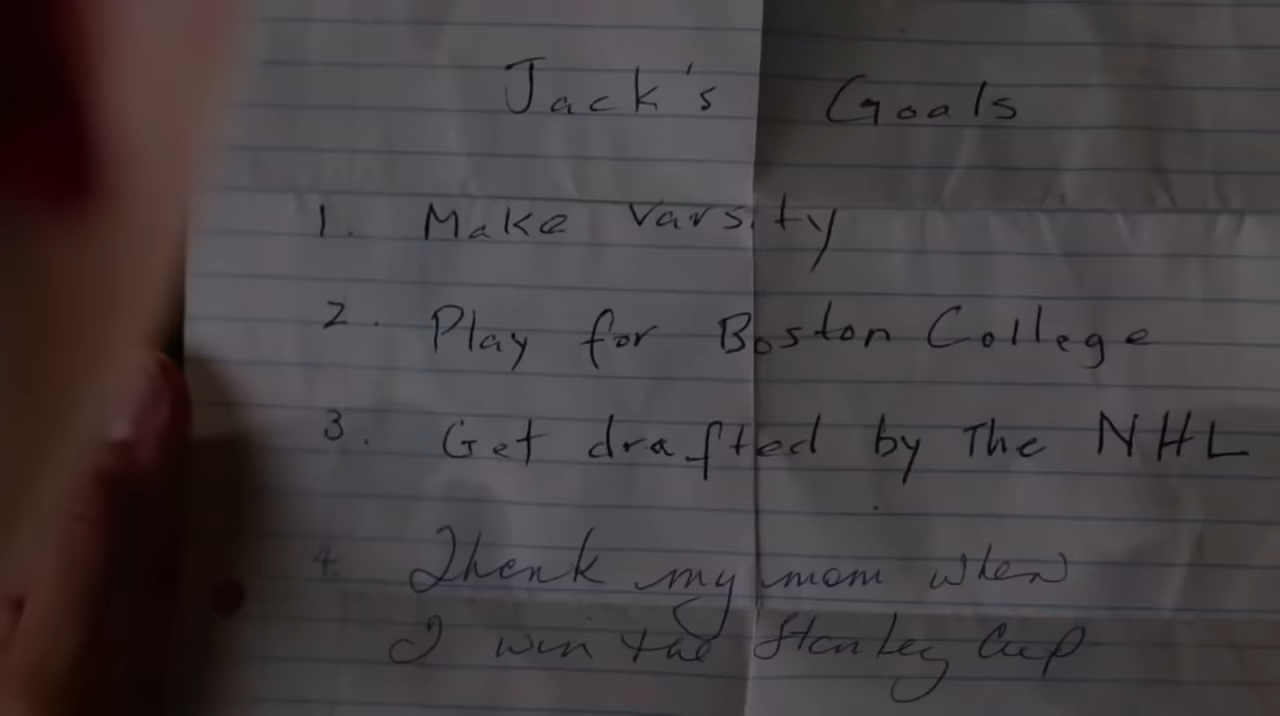 Jack's Goals
1. Make Varsity
2. Play for Boston College
3. Get drafted by The NHL
4. Thank my mom when
I win the Stanley Cup